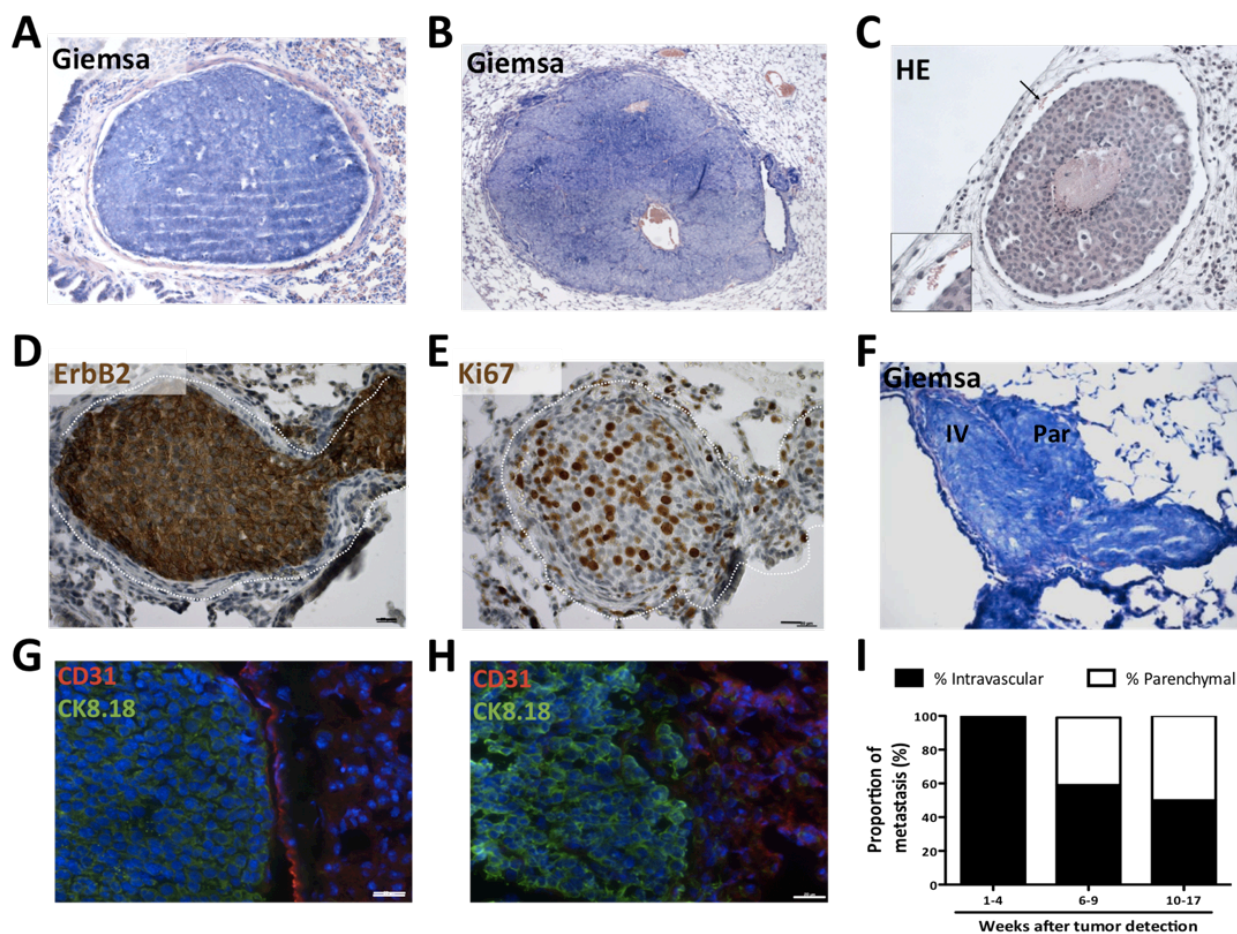 A
Giemsa
B
Giemsa
C
HE
D
ErbB2
E
Ki67
F
Giemsa
IV
Par
G
CD31
CK8.18
H
CD31
CK8.18
I
% Intravascular
% Parenchymal
Proportion of
metastasis (%)
100
80
60
40
20
0
1-4
6-9
10-17
Weeks after tumor detection